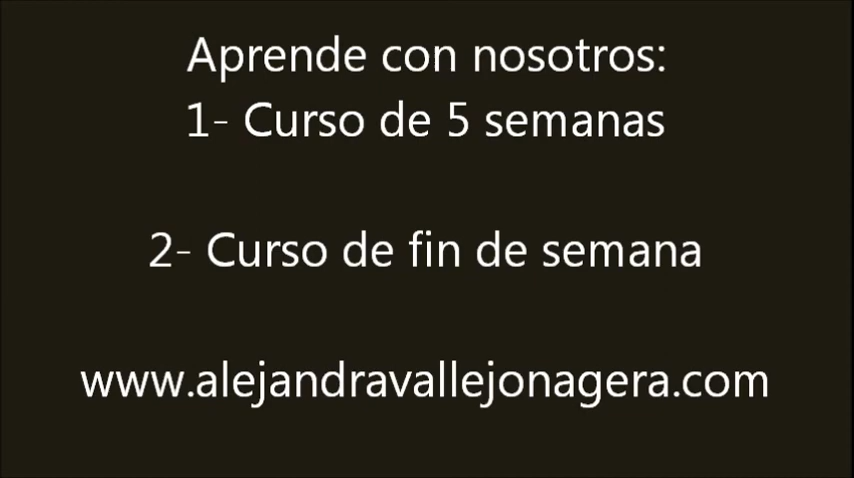 Aprende con nosotros:
1- Curso de 5 semanas
2- Curso de fin de semana
www.alejandravallejonagera.com